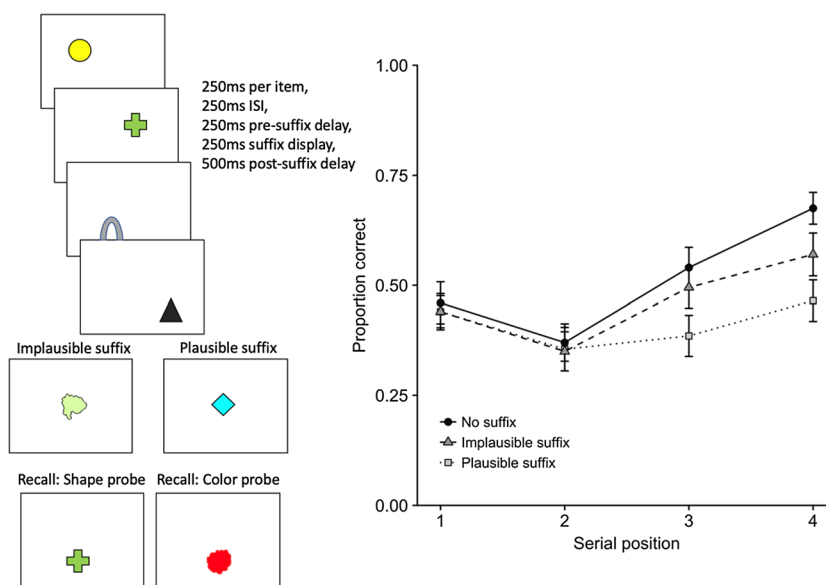 250ms per item,
250ms ISI,
250ms pre-suffix delay,
250ms suffix display,
500ms post-suffix delay
Implausible suffix
Plausible suffix
Recall: Shape probe
Recall: Color probe
Proportion correct
1.00
0.75
0.50
0.25
0.00
No suffix
Implausible suffix
Plausible suffix
1
2
3
4
Serial position